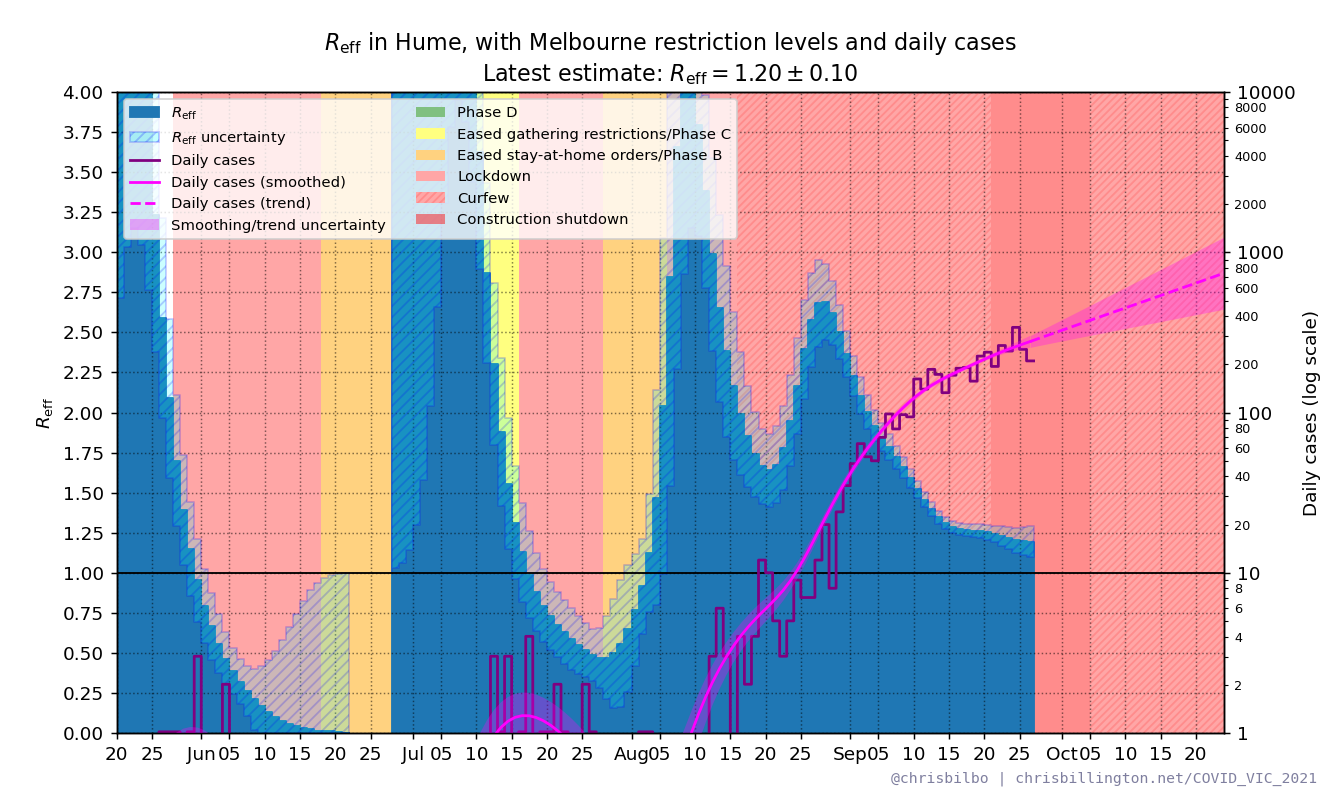 Reff in Hume, with Melbourne restriction levels and daily cases
Latest estimate: Reff = 1.20 ± 0.10
Reff
Reff uncertainty
Daily cases
Daily cases (smoothed)
Daily cases (trend)
Smoothing/trend uncertainty
Phase D
Eased gathering restrictions/Phase C
Eased stay-at-home orders/Phase B
Lockdown
Curfew
Construction shutdown
4.00
3.75
3.50
3.25
3.00
2.75
2.50
2.25
2.00
1.75
1.50
1.25
1.00
0.75
0.50
0.25
0.00
Reff
10000
8000
6000
4000
2000
1000
800
600
400
200
100
80
60
40
20
10
8
6
4
2
1
Daily cases (log scale)
20 25 Jun 05 10 15 20 25 Jul 05 10 15 20 25 Aug 05 10 15 20 25 Sep 05 10 15 20 25 Oct 05 10 15 20
@chrisbilbo | chrisbillington.net/COVID_VIC_2021